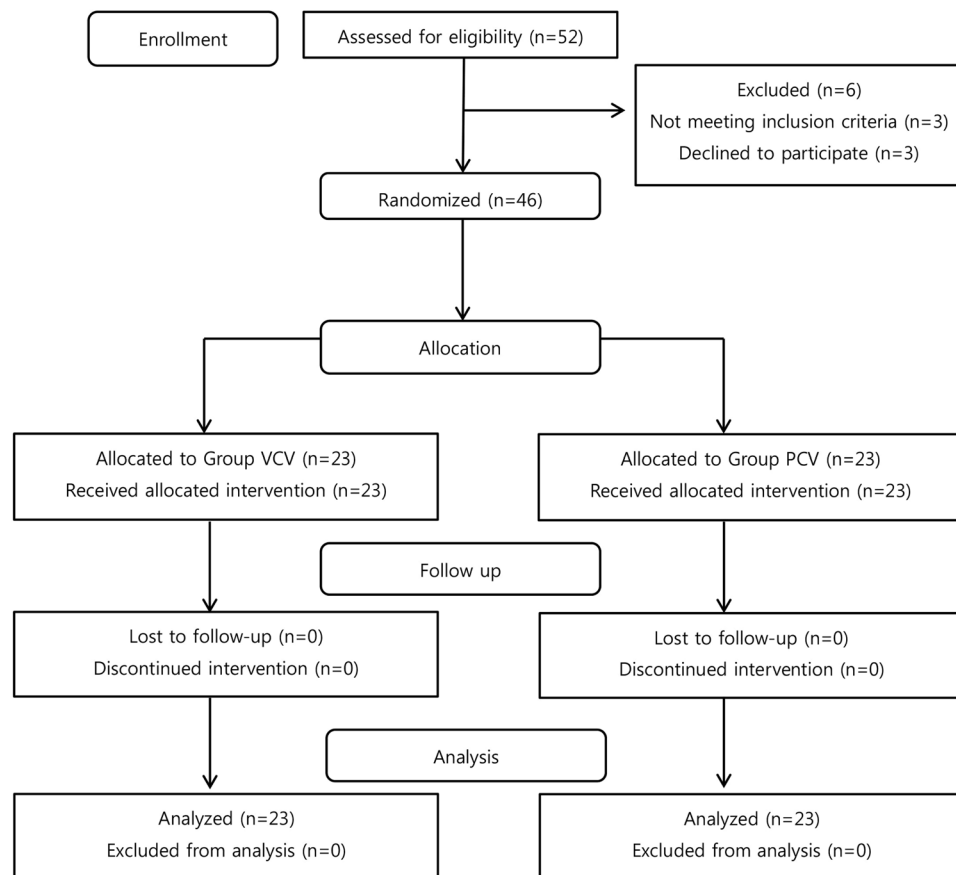 Enrollment
Assessed for eligibility (n=52)
Excluded (n=6)
Not meeting inclusion criteria (n=3)
Declined to participate (n=3)
Randomized (n=46)
Allocation
Allocated to Group VCV (n=23)
Received allocated intervention (n=23)
Allocated to Group PCV (n=23)
Received allocated intervention (n=23)
Follow up
Lost to follow-up (n=0)
Discontinued intervention (n=0)
Lost to follow-up (n=0)
Discontinued intervention (n=0)
Analysis
Analyzed (n=23)
Excluded from analysis (n=0)
Analyzed (n=23)
Excluded from analysis (n=0)